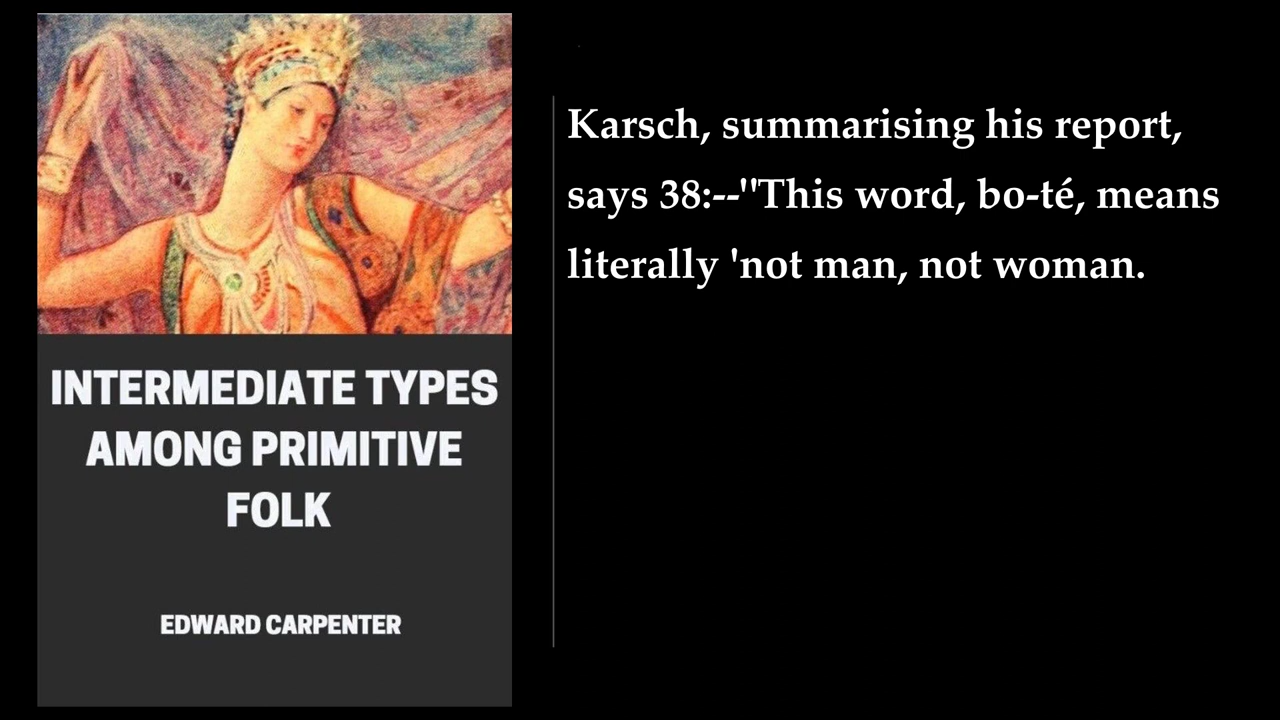 INTERMEDIATE TYPES
AMONG PRIMITIVE
FOLK
EDWARD CARPENTER
Karsch, summarising his report,
says 38:--"This word, bo-té, means
literally 'not man, not woman.